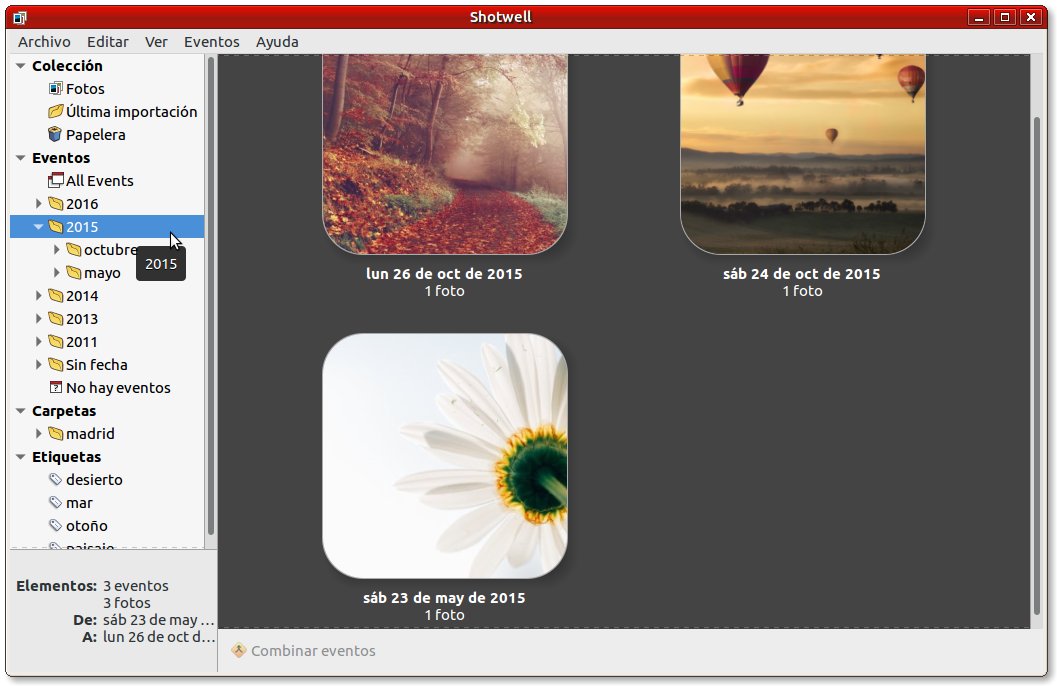 Shotwell
Archivo Editar Ver Eventos Ayuda
Colección
Fotos
Última importación
Papelera
Eventos
All Events
2016
2015
octubre
2015
mayo
2014
2013
2011
Sin fecha
No hay eventos
Carpetas
madrid
Etiquetas
desierto
mar
otoño
paisaje
Elementos: 3 eventos
3 fotos
De: sáb 23 de may ...
A: lun 26 de oct d...
lun 26 de oct de 2015
1 foto
sáb 24 de oct de 2015
1 foto
sáb 23 de may de 2015
1 foto
Combinar eventos